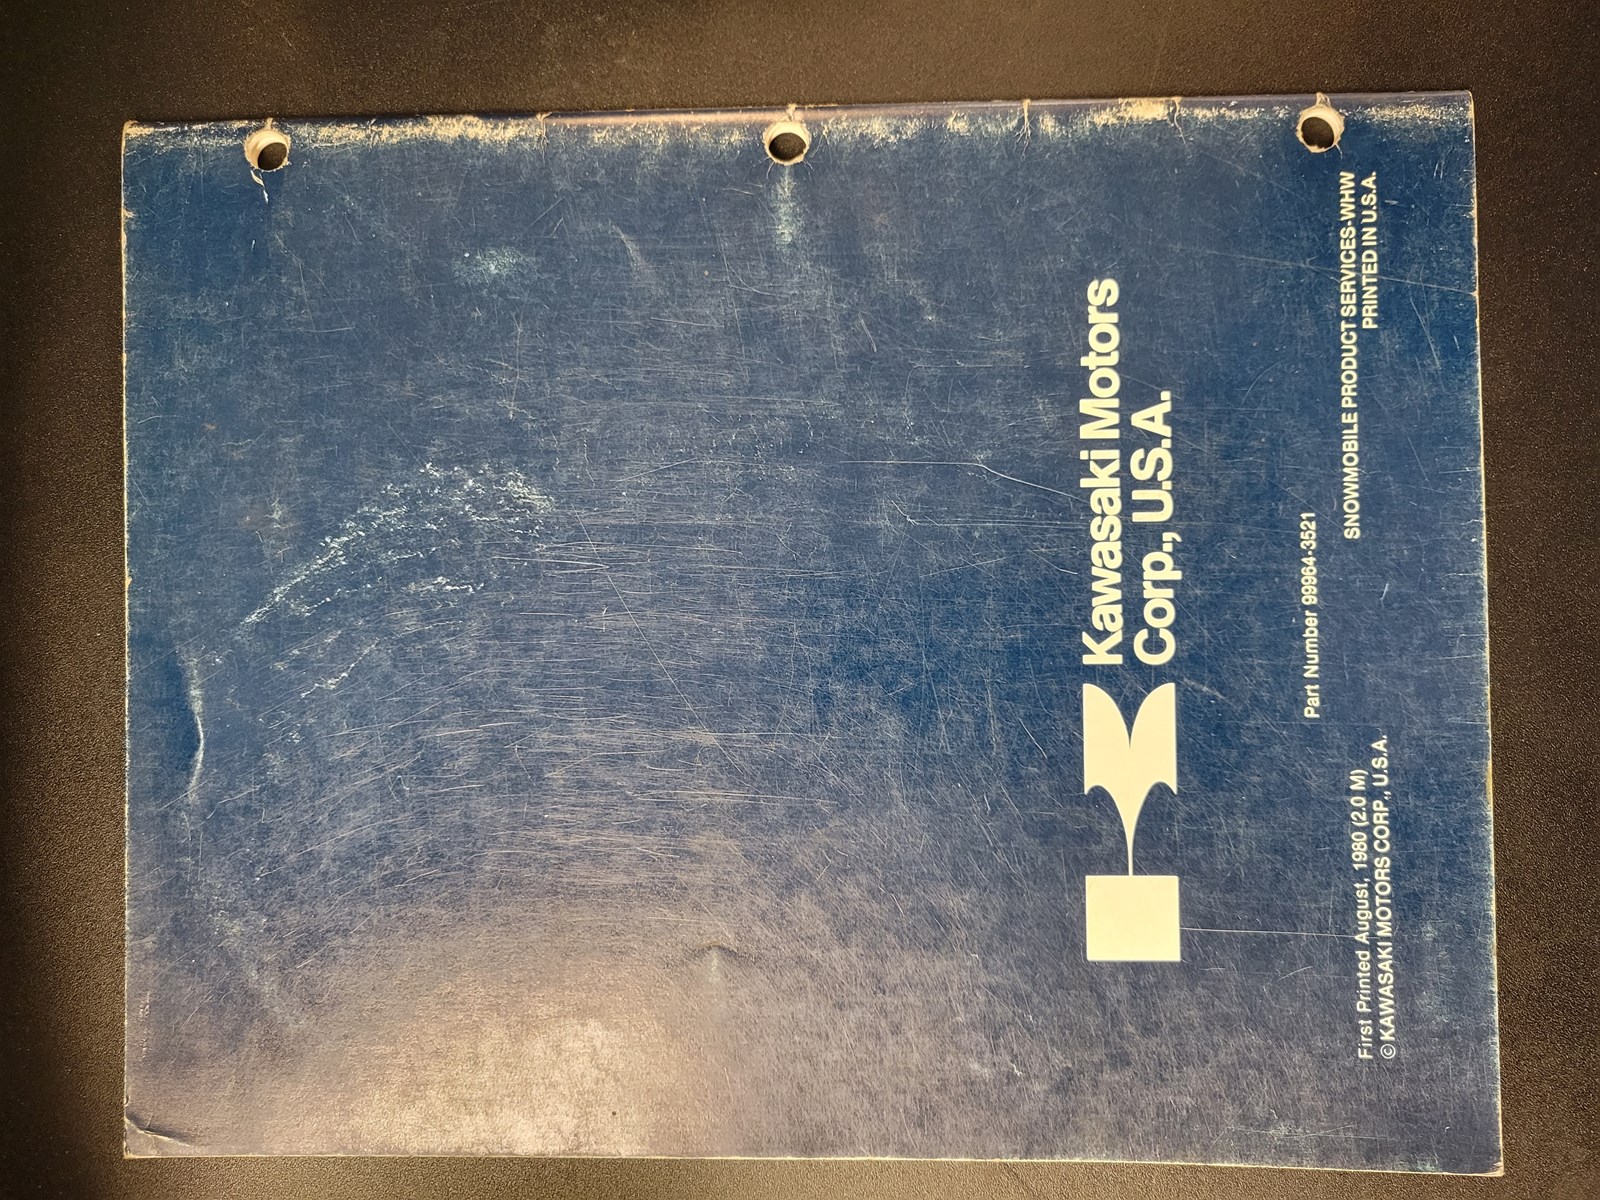 Kawasaki Motors
Corp., U.S.A.
Part Number 99964-3521
First Printed August, 1980 (2.0 M)
© KAWASAKI MOTORS CORP., U.S.A.
SNOWMOBILE PRODUCT SERVICES-WHW
PRINTED IN U.S.A.